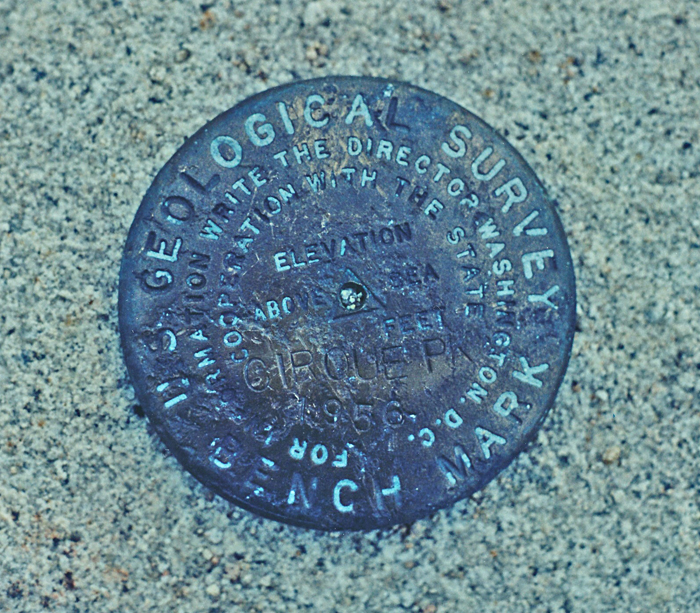 U.S. GEOLOGICAL SURVEY
BENCH MARK
FOR INFORMATION WRITE THE DIRECTOR WASHINGTON D.C.
COOPERATION WITH THE STATE
ELEVATION
ABOVE SEA
FEET
CIRQUE PK
1956